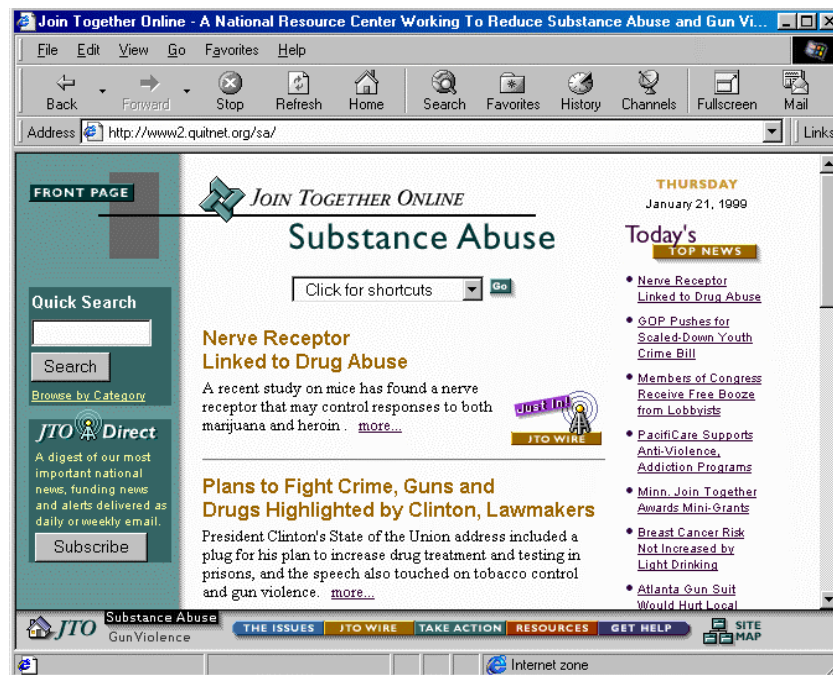 Join Together Online - A National Resource Center Working To Reduce Substance Abuse and Gun Vi...
File Edit View Go Favorites Help
Back Forward Stop Refresh Home Search Favorites History Channels Fullscreen Mail
Address http://www2.quitnet.org/sa/ Links
FRONT PAGE
Quick Search
Search
Browse by Category
JTO Direct
A digest of our most
important national
news, funding news
and alerts delivered as
daily or weekly email.
Subscribe
JOIN TOGETHER ONLINE
Substance Abuse
Click for shortcuts Go
Nerve Receptor
Linked to Drug Abuse
A recent study on mice has found a nerve
receptor that may control responses to both
marijuana and heroin . more...
Just In!
JTO WIRE
Plans to Fight Crime, Guns and
Drugs Highlighted by Clinton, Lawmakers
President Clinton's State of the Union address included a
plug for his plan to increase drug treatment and testing in
prisons, and the speech also touched on tobacco control
and gun violence. more...
THURSDAY
January 21, 1999
Today's
TOP NEWS
Nerve Receptor
Linked to Drug Abuse
GOP Pushes for
Scaled-Down Youth
Crime Bill
Members of Congress
Receive Free Booze
from Lobbyists
PacifiCare Supports
Anti-Violence,
Addiction Programs
Minn. Join Together
Awards Mini-Grants
Breast Cancer Risk
Not Increased by
Light Drinking
Atlanta Gun Suit
Would Hurt Local
JTO
Substance Abuse
Gun Violence
THE ISSUES JTO WIRE TAKE ACTION RESOURCES GET HELP
SITE
MAP
Internet zone